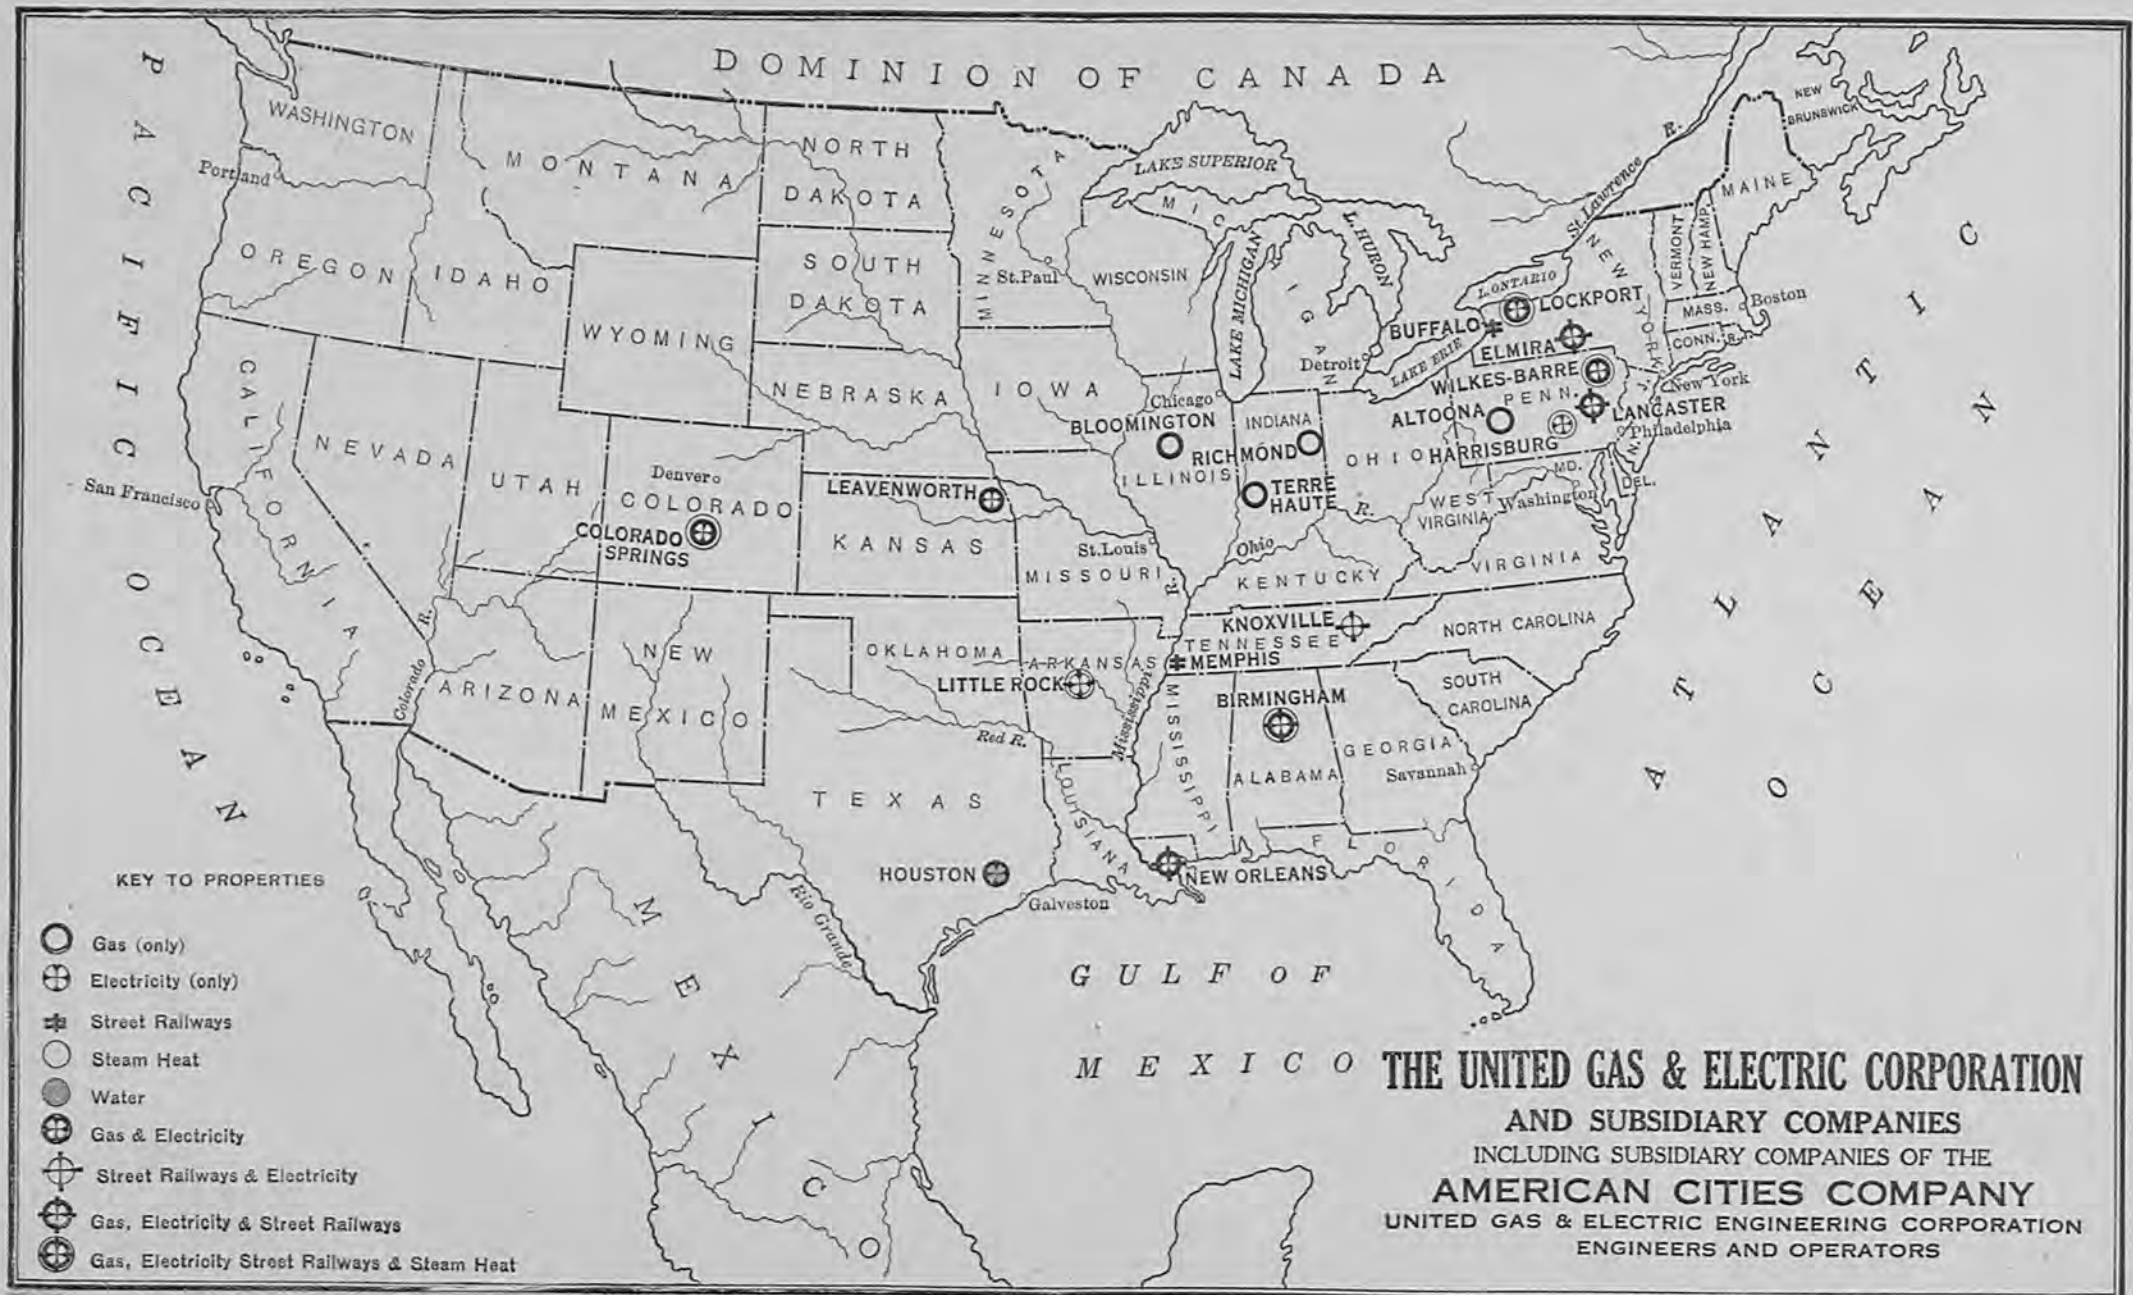 DOMINION OF CANADA
PACIFIC OCEAN
ATLANTIC
OCEAN
WASHINGTON
Portland
OREGON
IDAHO
MONTANA
NORTH
DAKOTA
SOUTH
DAKOTA
MINNESOTA
St.Paul
WISCONSIN
LAKE SUPERIOR
MICHIGAN
LAKE MICHIGAN
L. HURON
Detroit
LAKE ERIE
L. ONTARIO
St. Lawrence R.
NEW
BRUNSWICK
MAINE
VERMONT
NEW HAMP.
MASS.
Boston
CONN.
R.I.
NEW YORK
New York
LOCKPORT
BUFFALO
ELMIRA
WILKES-BARRE
PENN.
ALTOONA
LANCASTER
Philadelphia
HARRISBURG
N.J.
MD.
DEL.
Washington
WEST
VIRGINIA
VIRGINIA
OHIO
INDIANA
RICHMOND
TERRE
HAUTE
Chicago
BLOOMINGTON
ILLINOIS
IOWA
NEBRASKA
WYOMING
CALIFORNIA
San Francisco
NEVADA
UTAH
Denver
COLORADO
COLORADO
SPRINGS
LEAVENWORTH
KANSAS
St.Louis
MISSOURI
Ohio R.
KENTUCKY
KNOXVILLE
TENNESSEE
MEMPHIS
NORTH CAROLINA
SOUTH
CAROLINA
GEORGIA
Savannah
BIRMINGHAM
ALABAMA
MISSISSIPPI
Mississippi R.
ARKANSAS
LITTLE ROCK
OKLAHOMA
Red R.
NEW
MEXICO
ARIZONA
Colorado R.
TEXAS
LOUISIANA
HOUSTON
Galveston
NEW ORLEANS
FLORIDA
Rio Grande
MEXICO
GULF OF
MEXICO
KEY TO PROPERTIES
Gas (only)
Electricity (only)
Street Railways
Steam Heat
Water
Gas & Electricity
Street Railways & Electricity
Gas, Electricity & Street Railways
Gas, Electricity Street Railways & Steam Heat
THE UNITED GAS & ELECTRIC CORPORATION
AND SUBSIDIARY COMPANIES
INCLUDING SUBSIDIARY COMPANIES OF THE
AMERICAN CITIES COMPANY
UNITED GAS & ELECTRIC ENGINEERING CORPORATION
ENGINEERS AND OPERATORS